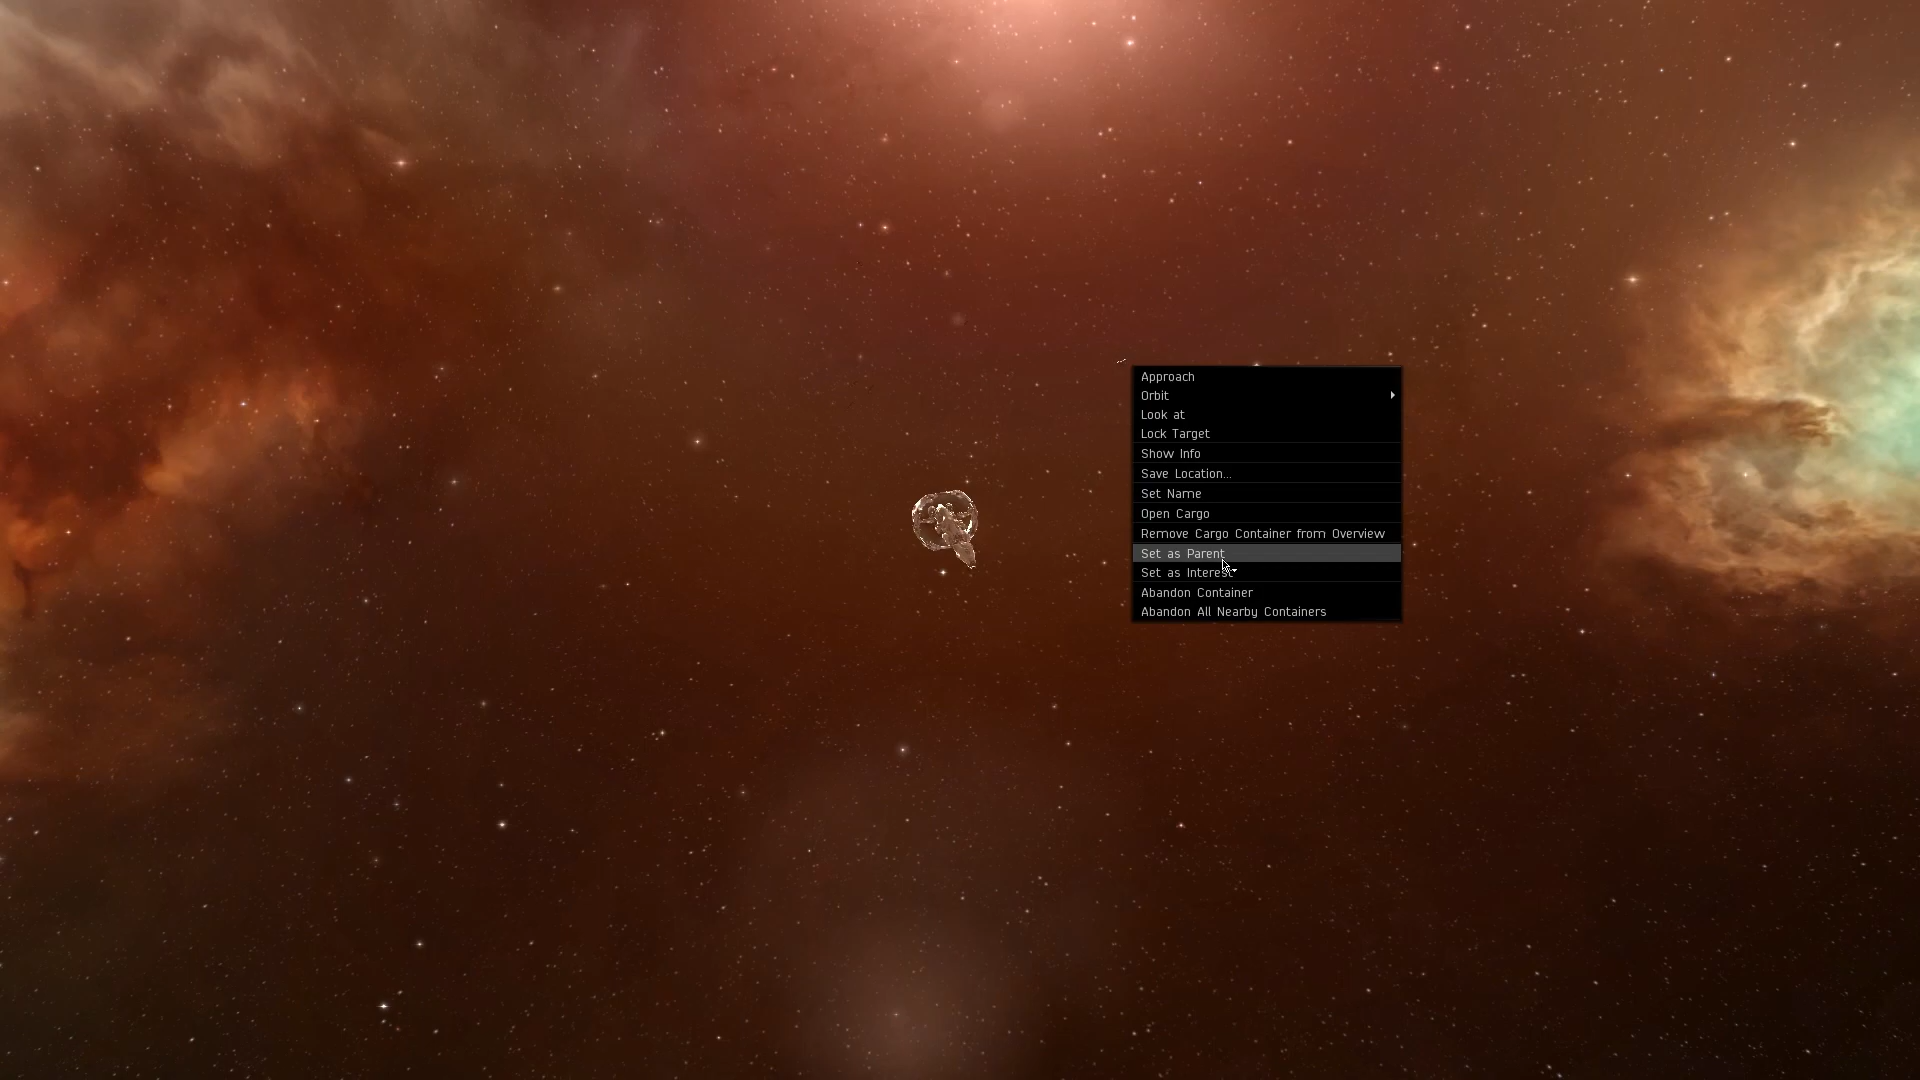 Approach
Orbit
Look at
Lock Target
Show Info
Save Location...
Set Name
Open Cargo
Remove Cargo Container from Overview
Set as Parent
Set as Interest
Abandon Container
Abandon All Nearby Containers